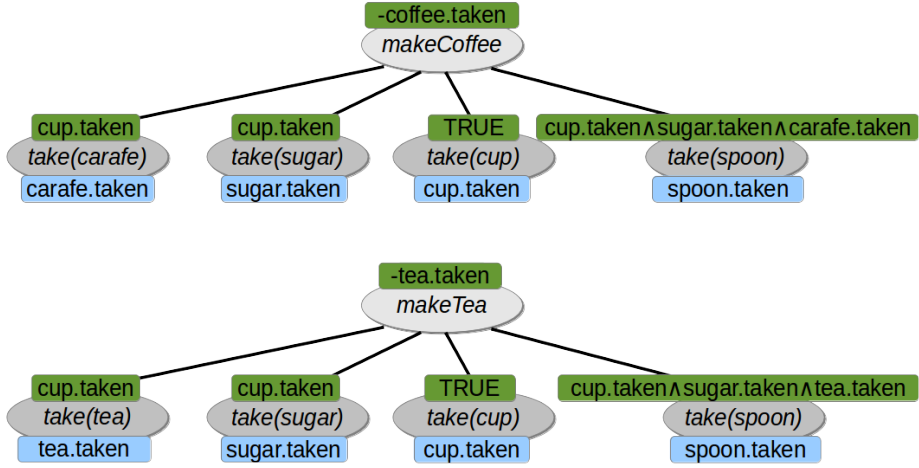 -coffee.taken
makeCoffee
cup.taken cup.taken TRUE cup.taken∧sugar.taken∧carafe.taken
take(carafe) take(sugar) take(cup) take(spoon)
carafe.taken sugar.taken cup.taken spoon.taken
-tea.taken
makeTea
cup.taken cup.taken TRUE cup.taken∧sugar.taken∧tea.taken
take(tea) take(sugar) take(cup) take(spoon)
tea.taken sugar.taken cup.taken spoon.taken